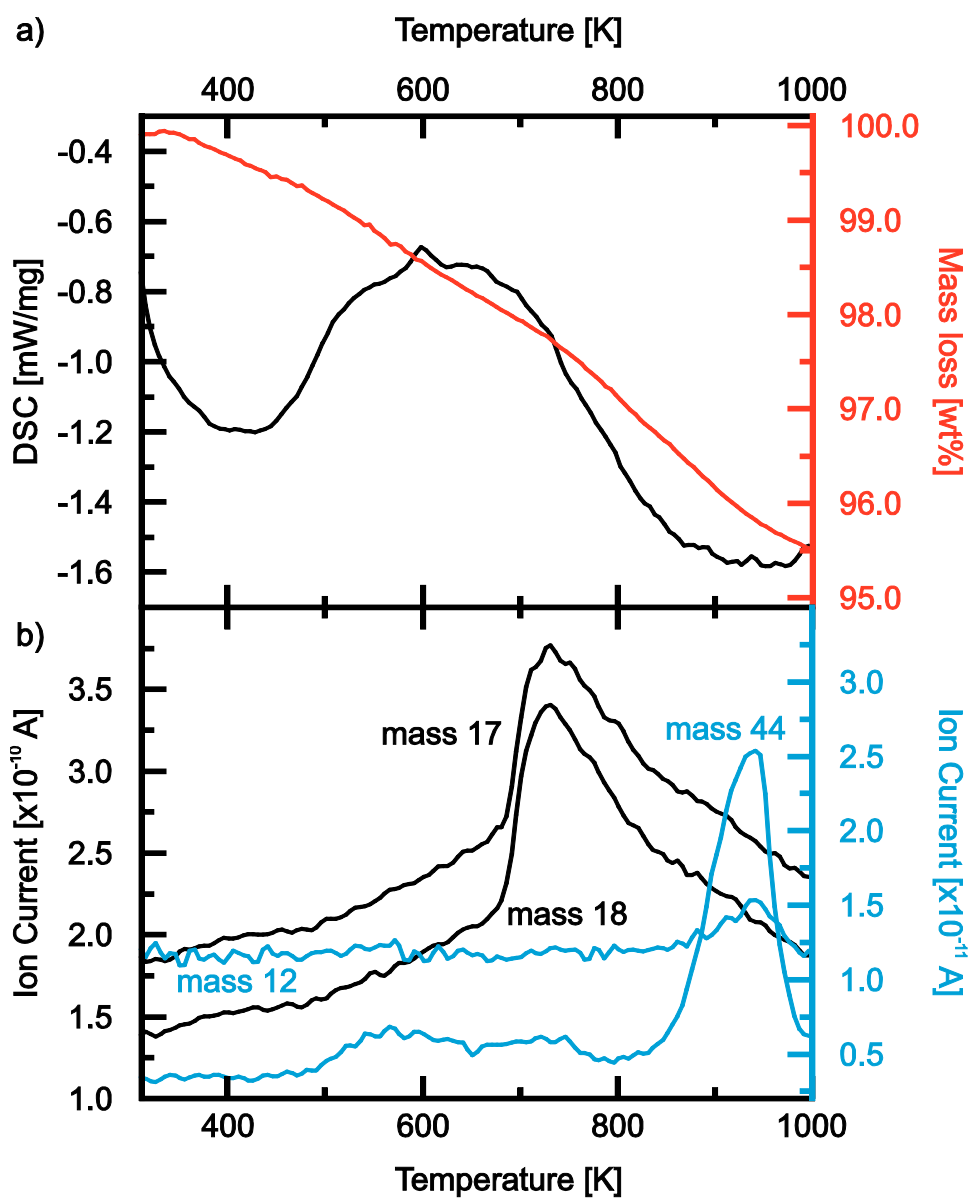 a)
Temperature [K]
400 600 800 1000
DSC [mW/mg]
-0.4
-0.6
-0.8
-1.0
-1.2
-1.4
-1.6
100.0
99.0
98.0
97.0
96.0
95.0
Mass loss [wt%]
b)
Ion Current [x10⁻¹⁰ A]
3.5
3.0
2.5
2.0
1.5
1.0
mass 17
mass 44
mass 18
mass 12
3.0
2.5
2.0
1.5
1.0
0.5
Ion Current [x10⁻¹¹ A]
400 600 800 1000
Temperature [K]